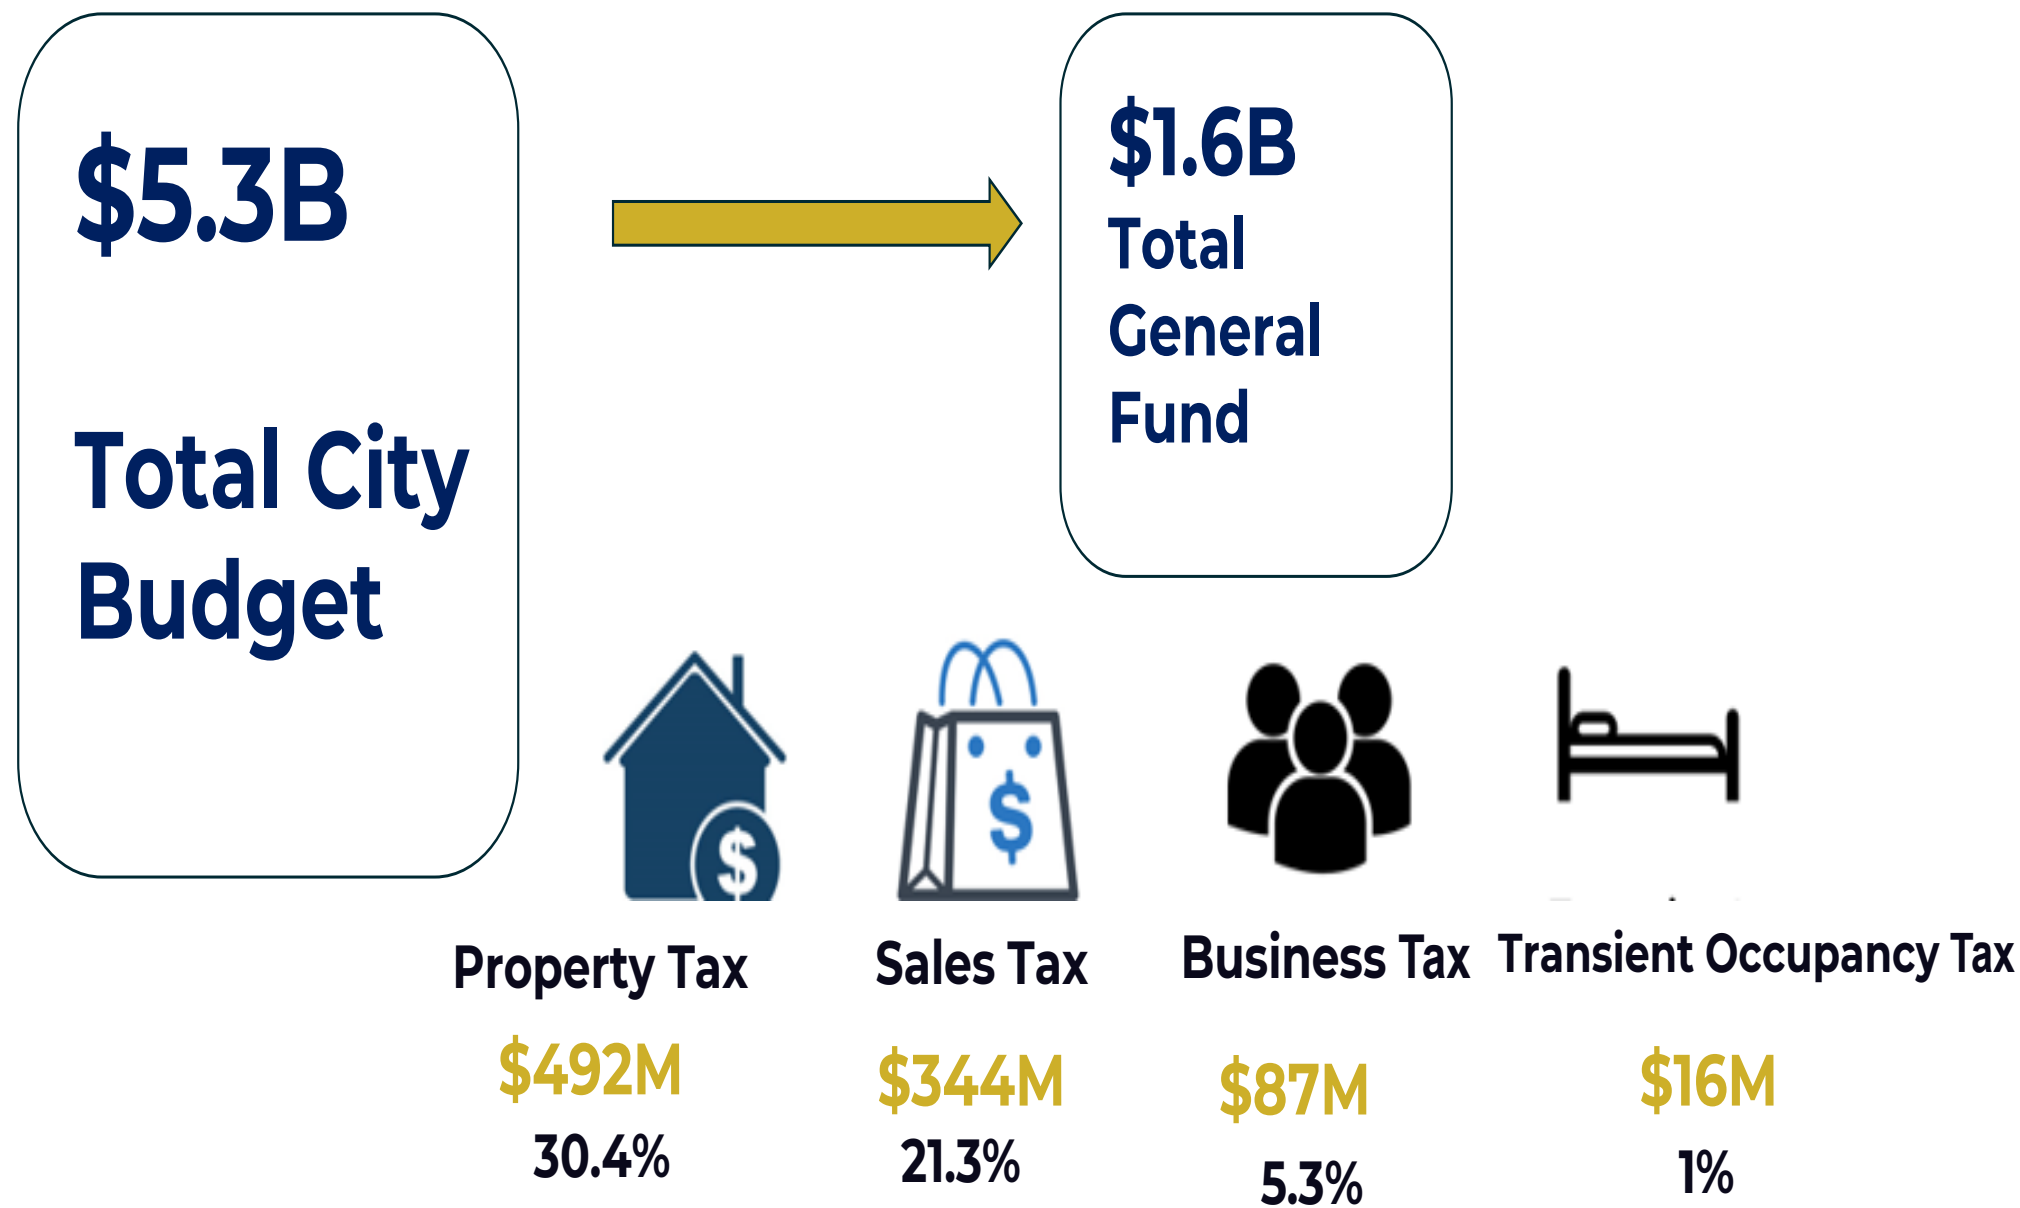 $5.3B
Total City
Budget
$1.6B
Total
General
Fund
$
$
Property Tax
$492M
30.4%
Sales Tax
$344M
21.3%
Business Tax
$87M
5.3%
Transient Occupancy Tax
$16M
1%